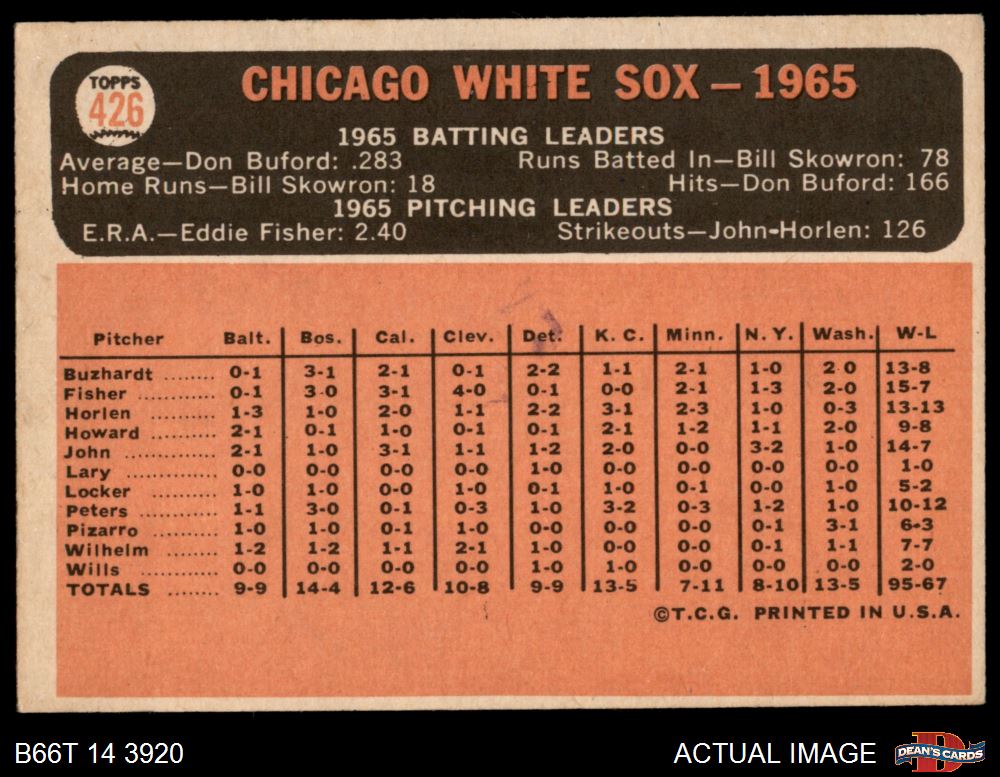 TOPPS
426
CHICAGO WHITE SOX — 1965
1965 BATTING LEADERS
Average—Don Buford: .283 Runs Batted In—Bill Skowron: 78
Home Runs—Bill Skowron: 18 Hits—Don Buford: 166
1965 PITCHING LEADERS
E.R.A.—Eddie Fisher: 2.40 Strikeouts—John-Horlen: 126
Pitcher Balt. Bos. Cal. Clev. Det. K. C. Minn. N. Y. Wash. W-L
Buzhardt ........ 0-1 3-1 2-1 0-1 2-2 1-1 2-1 1-0 2 0 13-8
Fisher ........... 0-1 3 0 3-1 4-0 0-1 0-0 2-1 1-3 2-0 15-7
Horlen ........... 1-3 1-0 2-0 1-1 2-2 3-1 2-3 1-0 0-3 13-13
Howard .......... 2-1 0-1 1-0 0-1 0-1 2-1 1-2 1-1 2-0 9-8
John .............. 2-1 1-0 3-1 1-1 1-2 2-0 0-0 3-2 1-0 14-7
Lary .............. 0-0 0-0 0-0 0-0 1-0 0-0 0-0 0-0 0-0 1-0
Locker ........... 1-0 1-0 0-0 1-0 0-1 1-0 0-1 0-0 1-0 5-2
Peters ............ 1-1 3-0 0-1 0-3 1-0 3-2 0-3 1-2 1-0 10-12
Pizarro ........... 1-0 1-0 0-0 1-0 0-0 0-0 0-0 0-1 3-1 6-3
Wilhelm ......... 1-2 1-2 1-1 2-1 1-0 0-0 0-0 0-1 1-1 7-7
Wills .............. 0-0 0-0 0-0 0-0 1-0 1-0 0-0 0-0 0-0 2-0
TOTALS ........ 9-9 14-4 12-6 10-8 9-9 13-5 7-11 8-10 13-5 95-67
©T.C.G. PRINTED IN U.S.A.
B66T 14 3920 ACTUAL IMAGE DEAN'S CARDS